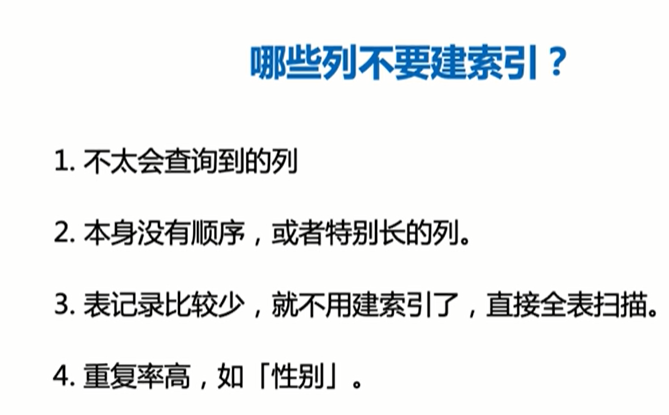 哪些列不要建索引？
1. 不太会查询到的列
2. 本身没有顺序，或者特别长的列。
3. 表记录比较少，就不用建索引了，直接全表扫描。
4. 重复率高，如「性别」。